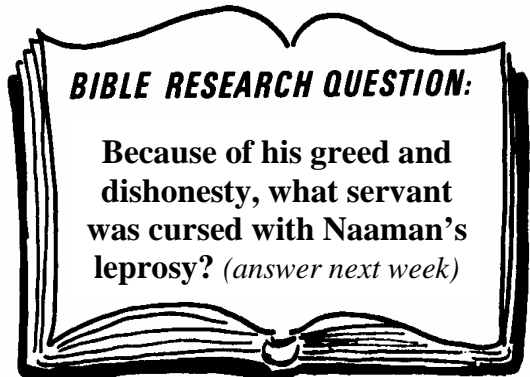 BIBLE RESEARCH QUESTION:
Because of his greed and
dishonesty, what servant
was cursed with Naaman’s
leprosy? (answer next week)